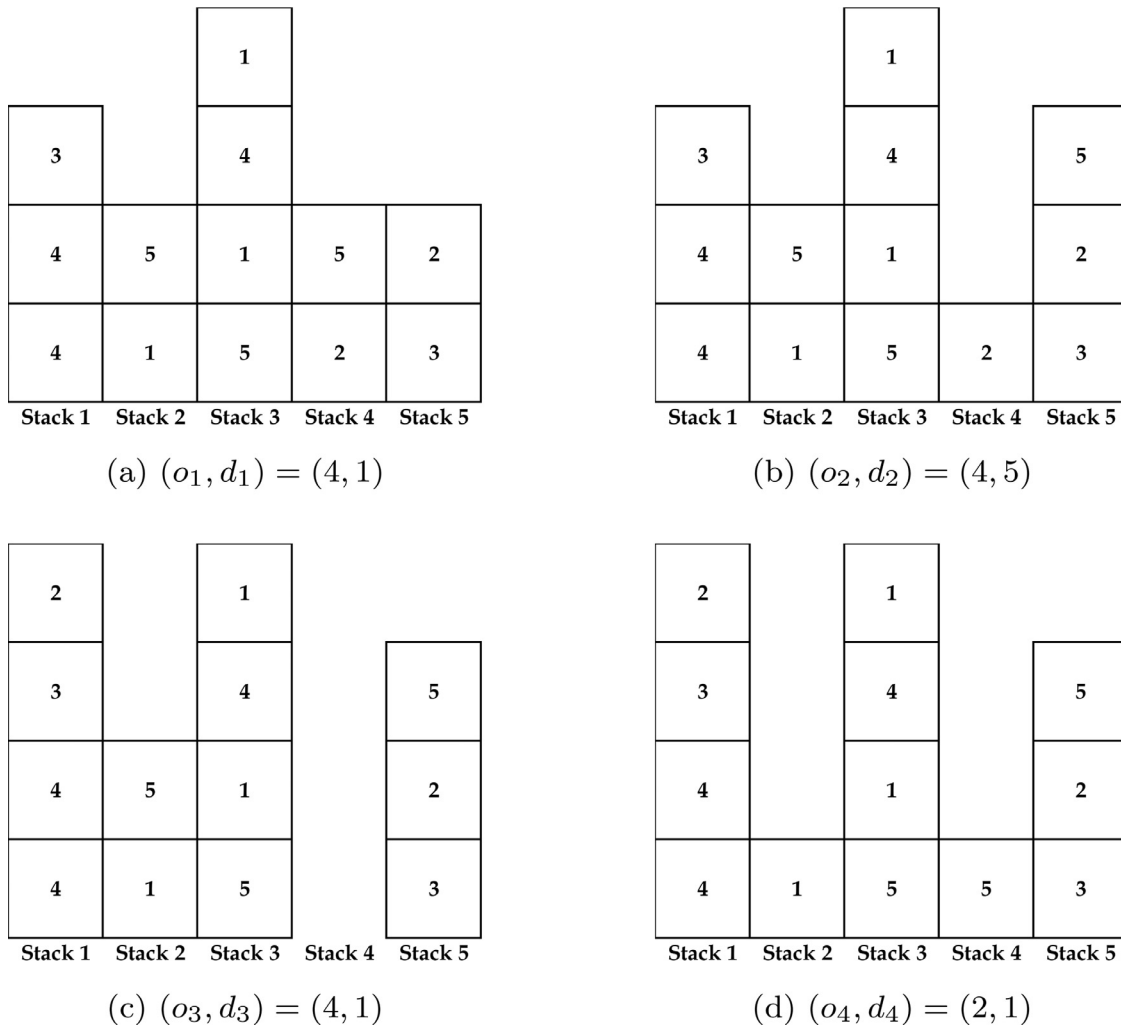 1 1
3 4 3 4 5
4 5 1 5 2 4 5 1 2
4 1 5 2 3 4 1 5 2 3
Stack 1 Stack 2 Stack 3 Stack 4 Stack 5 Stack 1 Stack 2 Stack 3 Stack 4 Stack 5
(a) (o₁, d₁) = (4, 1) (b) (o₂, d₂) = (4, 5)
2 1 2 1
3 4 5 3 4 5
4 5 1 2 4 1 2
4 1 5 3 4 1 5 5 3
Stack 1 Stack 2 Stack 3 Stack 4 Stack 5 Stack 1 Stack 2 Stack 3 Stack 4 Stack 5
(c) (o₃, d₃) = (4, 1) (d) (o₄, d₄) = (2, 1)